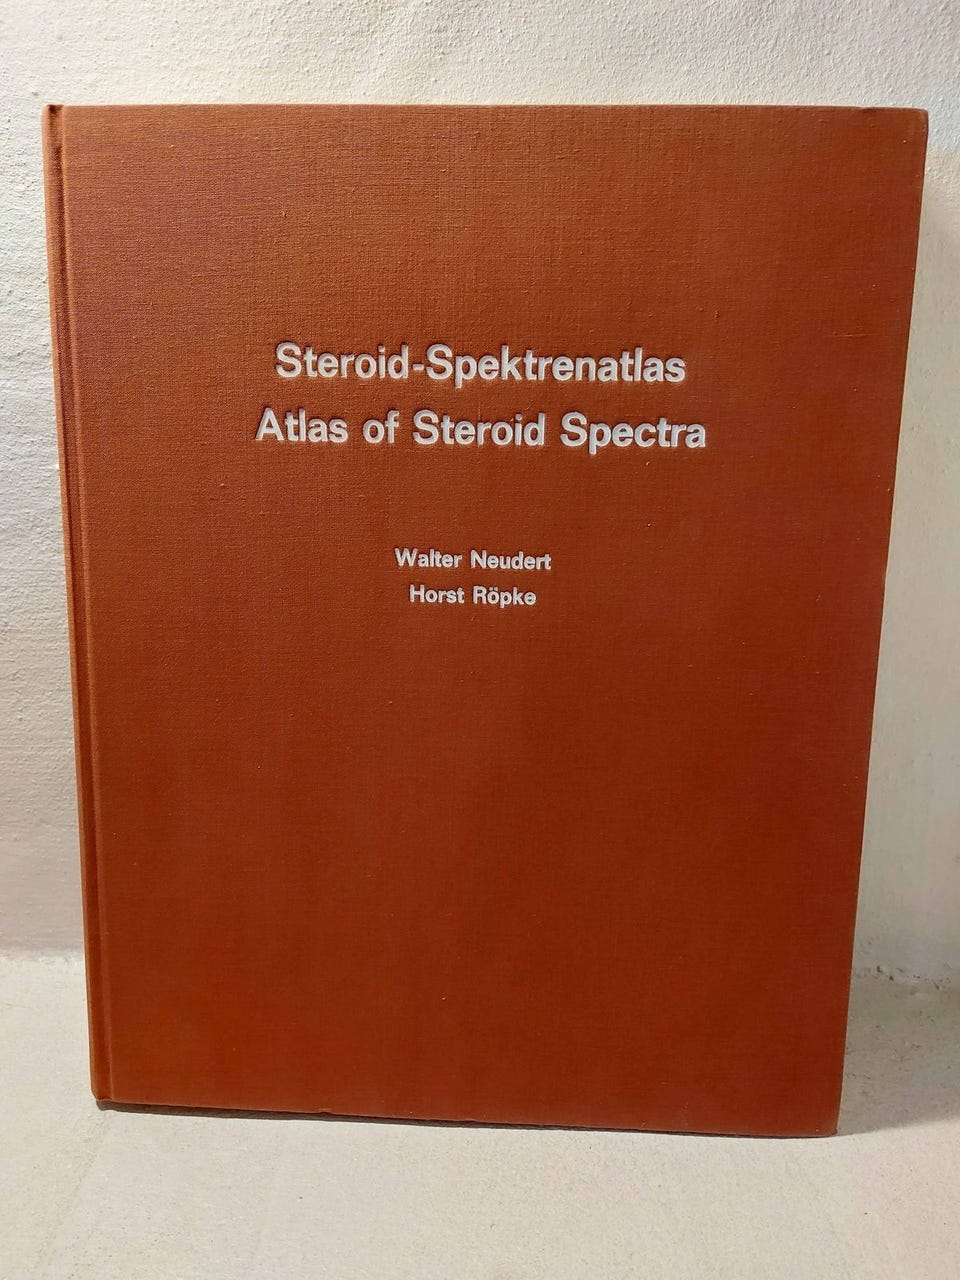 Steroid-Spektrenatlas
Atlas of Steroid Spectra
Walter Neudert
Horst Röpke